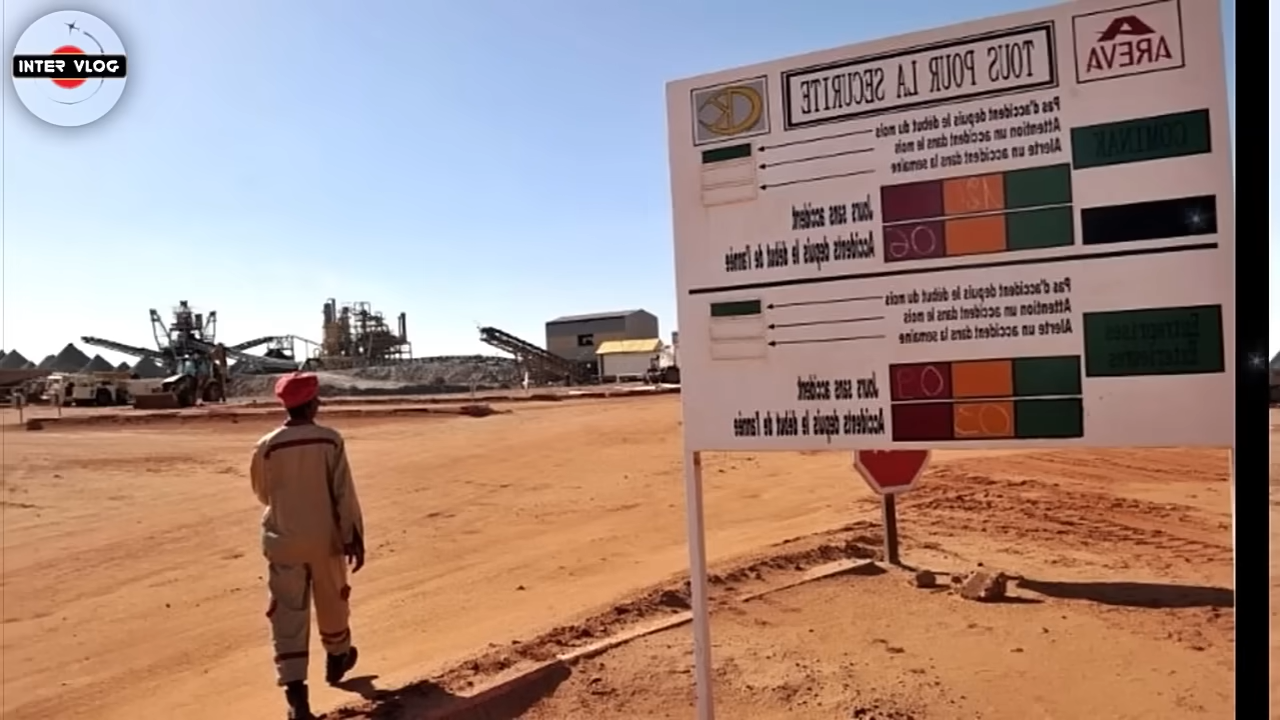 INTER VLOG
AREVA
TOUS POUR LA SECURITE
CK
COMINAK
Pas d'accident depuis le début du mois
Attention un accident dans le mois
Alerte un accident dans la semaine
Jours sans accident
Accidents depuis le début de l'année
06
Entreprises
Exterieures
Pas d'accident depuis le début du mois
Attention un accident dans le mois
Alerte un accident dans la semaine
Jours sans accident
Accidents depuis le début de l'année